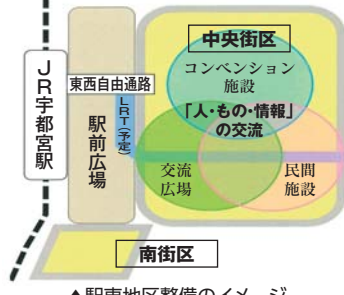 中央街区
コンベンション
施設
「人・もの・情報」
の交流
交流
広場
民間
施設
JR宇都宮駅
東西自由通路
LRT(予定)
駅前広場
南街区
▲駅東地区整備のイメージ